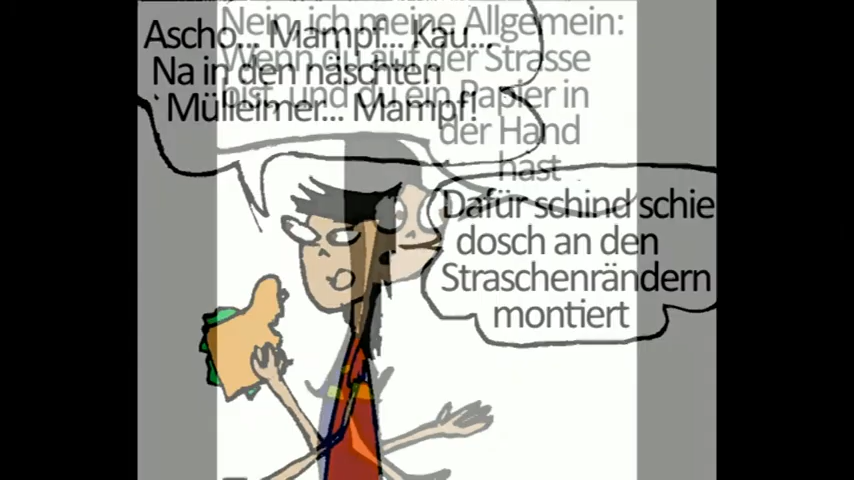 Nein, ich meine Allgemein:
Wenn du auf der Strasse
bist, und du ein Papier in
der Hand
hast
Ascho... Mampf... Kau...
Na in den näschten
Mülleimer... Mampf!
Dafür schind schie
dosch an den
Straschenrändern
montiert